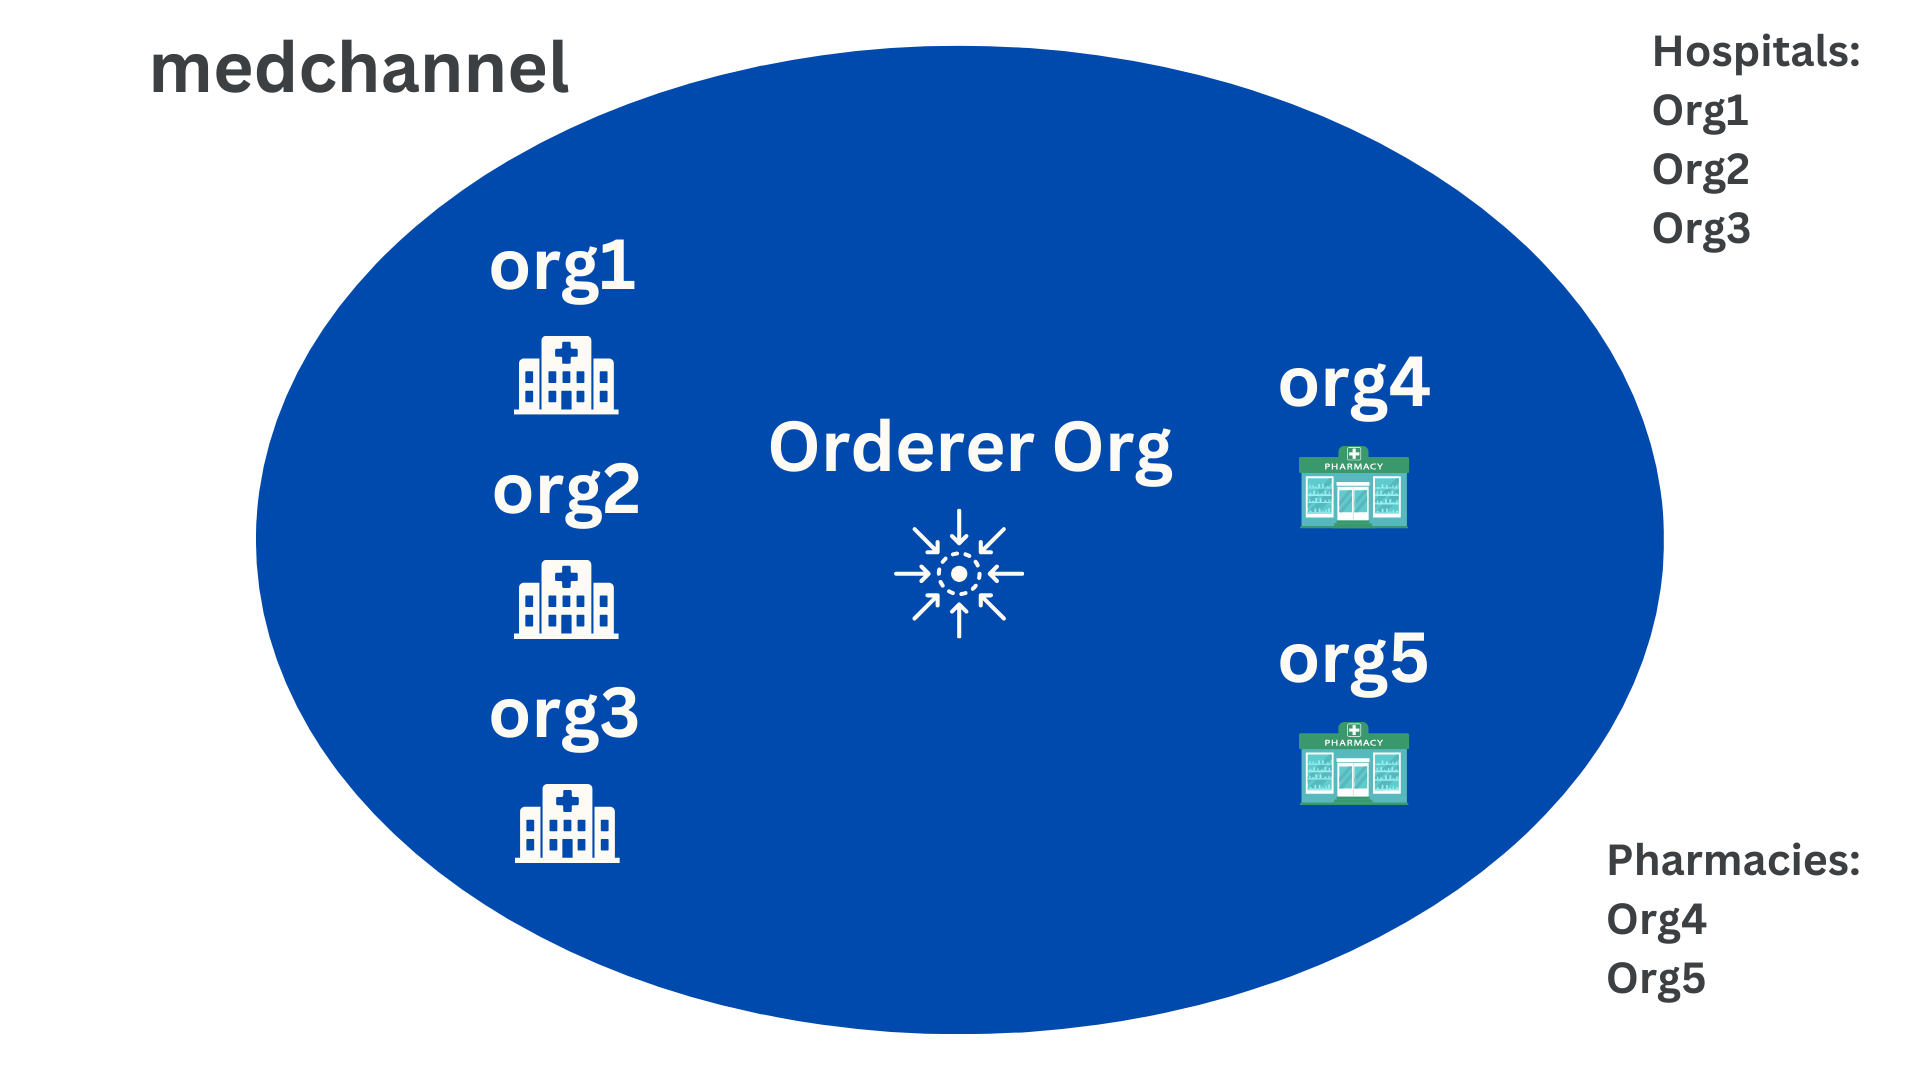 medchannel
Hospitals:
Org1
Org2
Org3
org1
org2
org3
Orderer Org
org4
PHARMACY
org5
PHARMACY
Pharmacies:
Org4
Org5